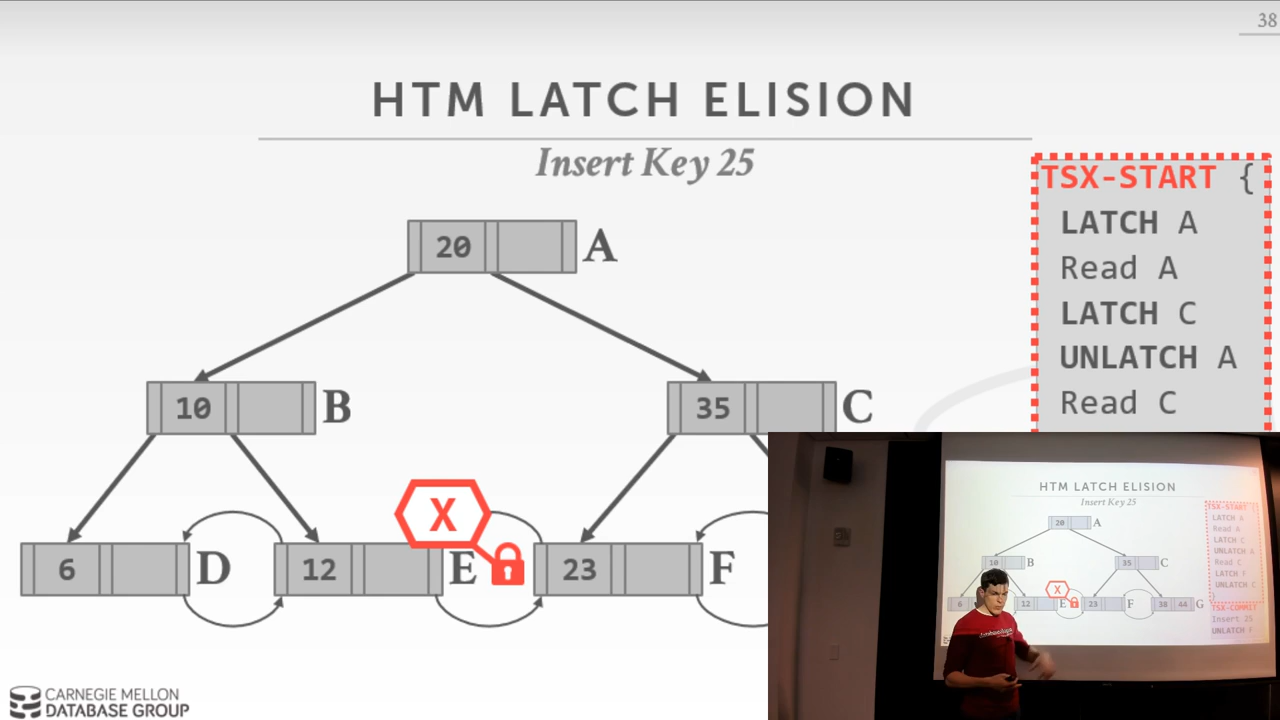 38
HTM LATCH ELISION
Insert Key 25
TSX-START {
LATCH A
Read A
LATCH C
UNLATCH A
Read C
20 A
10 B
35 C
X
6 D
12 E
23 F
CARNEGIE MELLON
DATABASE GROUP
HTM LATCH ELISION
Insert Key 25
20 A
10 B
35 C
X
6
12 E
23 F
38 44 G
TSX-START {
LATCH A
Read A
LATCH C
UNLATCH A
Read C
LATCH F
UNLATCH C
}
TSX-COMMIT
Insert 25
UNLATCH F